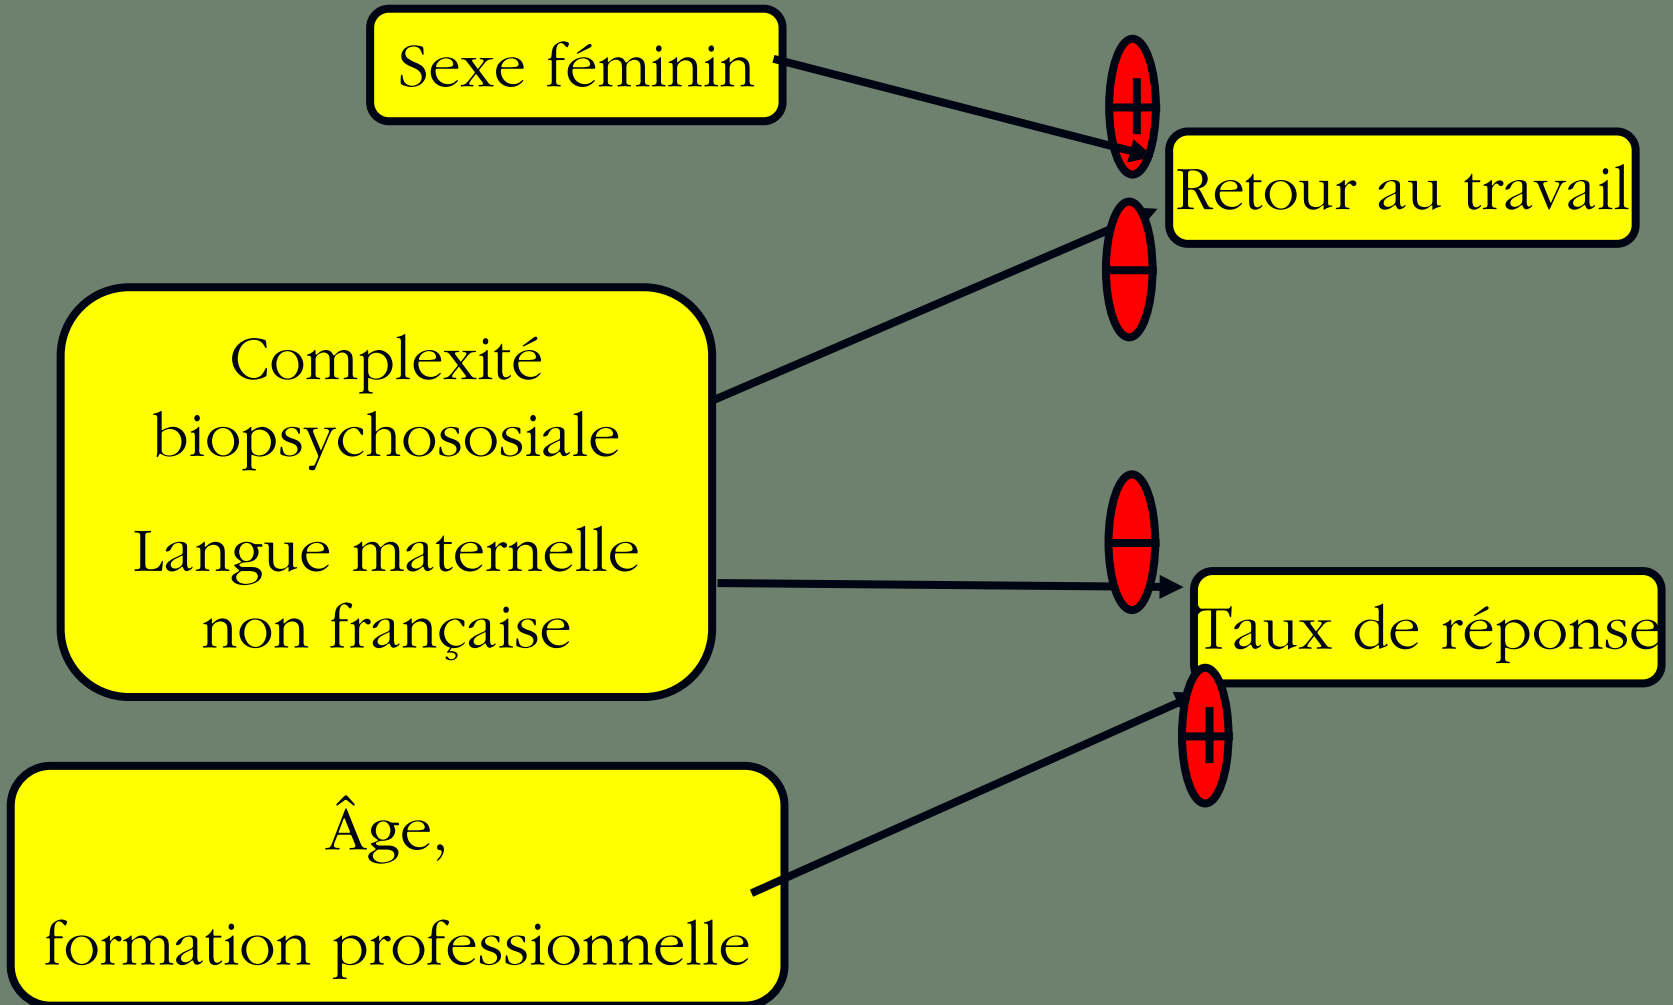 Sexe féminin
+
Retour au travail
−
Complexité
biopsychososiale
Langue maternelle
non française
−
Taux de réponse
+
Âge,
formation professionnelle